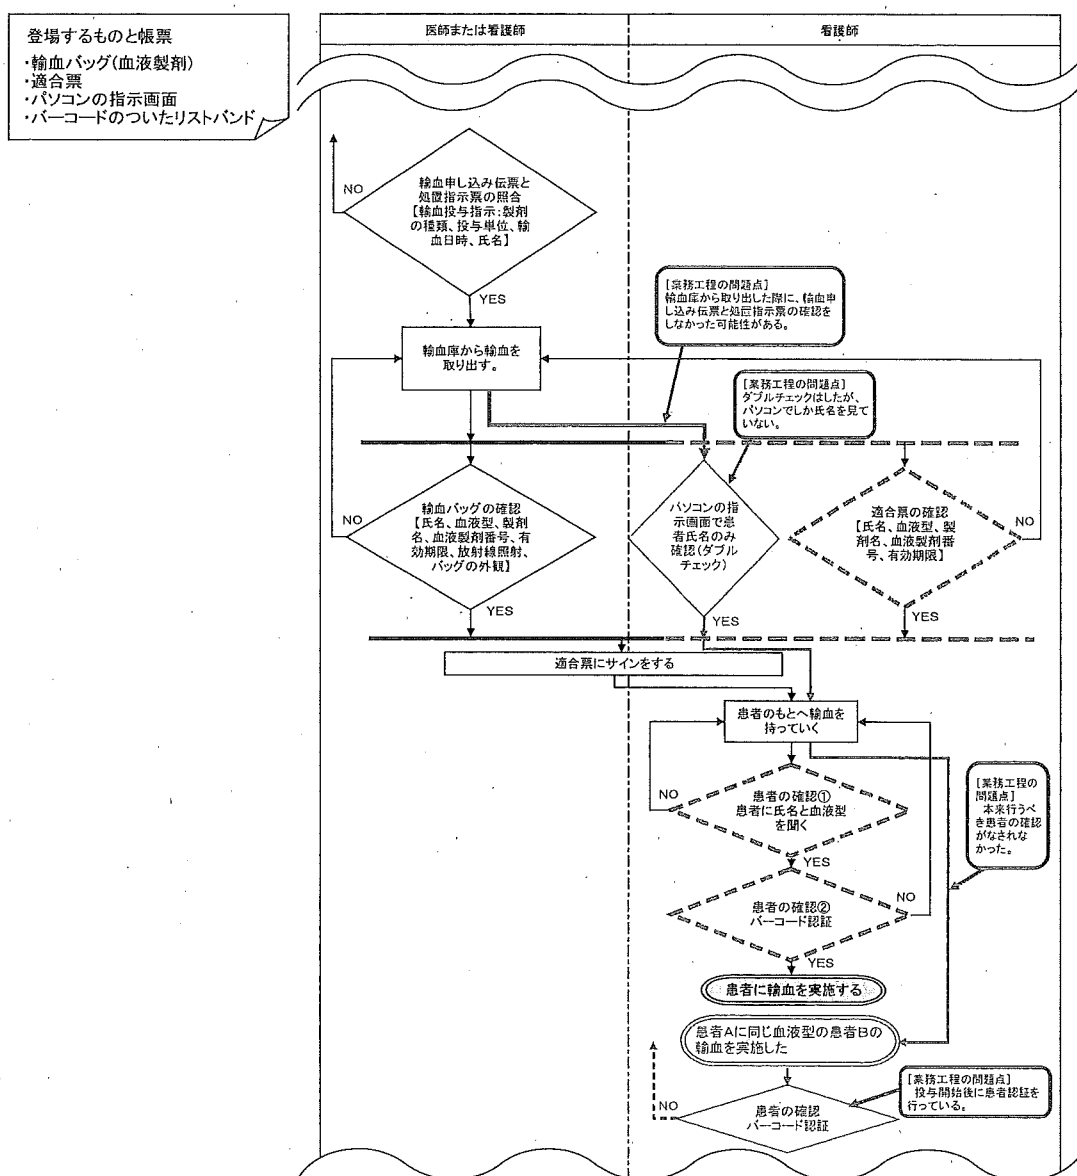 登場するものと帳票
・輸血バッグ(血液製剤)
・適合票
・パソコンの指示画面
・バーコードのついたリストバンド
医師または看護師
看護師
輸血申し込み伝票と
処置指示票の照合
【輸血投与指示:製剤
の種類、投与単位、輸
血日時、氏名】
NO
YES
[業務工程の問題点]
輸血庫から取り出した際に、輸血申
し込み伝票と処置指示票の確認を
しなかった可能性がある。
輸血庫から輸血を
取り出す。
[業務工程の問題点]
ダブルチェックはしたが、
パソコンでしか氏名を見て
いない。
輸血バッグの確認
【氏名、血液型、製剤
名、血液製剤番号、有
効期限、放射線照射、
バッグの外観】
NO
YES
パソコンの指
示画面で患
者氏名のみ
確認(ダブル
チェック)
YES
適合票の確認
【氏名、血液型、製
剤名、血液製剤番
号、有効期限】
NO
YES
適合票にサインをする
患者のもとへ輸血を
持っていく
患者の確認①
患者に氏名と血液型
を聞く
NO
YES
[業務工程の
問題点]
本来行うべ
き患者の確認
がなされな
かった。
患者の確認②
バーコード認証
NO
YES
患者に輸血を実施する
患者Aに同じ血液型の患者Bの
輸血を実施した
[業務工程の問題点]
投与開始後に患者認証を
行っている。
NO
患者の確認
バーコード認証